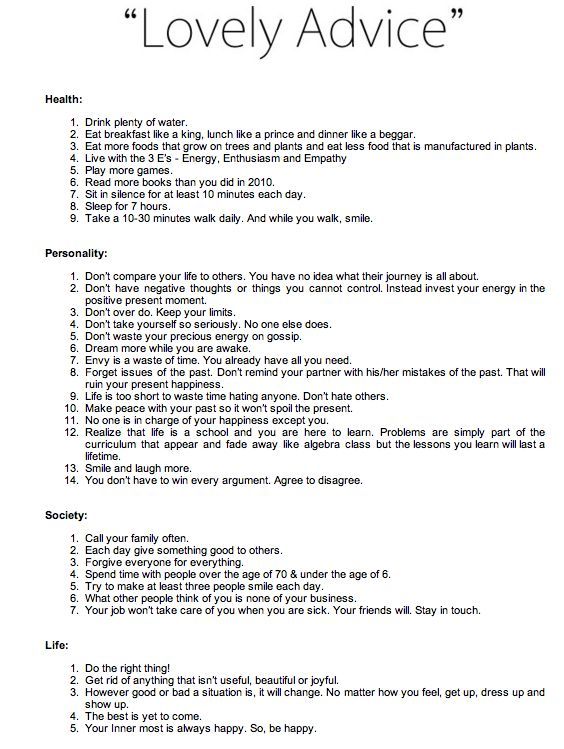 “Lovely Advice”
Health:
1. Drink plenty of water.
2. Eat breakfast like a king, lunch like a prince and dinner like a beggar.
3. Eat more foods that grow on trees and plants and eat less food that is manufactured in plants.
4. Live with the 3 E's - Energy, Enthusiasm and Empathy
5. Play more games.
6. Read more books than you did in 2010.
7. Sit in silence for at least 10 minutes each day.
8. Sleep for 7 hours.
9. Take a 10-30 minutes walk daily. And while you walk, smile.
Personality:
1. Don't compare your life to others. You have no idea what their journey is all about.
2. Don't have negative thoughts or things you cannot control. Instead invest your energy in the
positive present moment.
3. Don't over do. Keep your limits.
4. Don't take yourself so seriously. No one else does.
5. Don't waste your precious energy on gossip.
6. Dream more while you are awake.
7. Envy is a waste of time. You already have all you need.
8. Forget issues of the past. Don't remind your partner with his/her mistakes of the past. That will
ruin your present happiness.
9. Life is too short to waste time hating anyone. Don't hate others.
10. Make peace with your past so it won't spoil the present.
11. No one is in charge of your happiness except you.
12. Realize that life is a school and you are here to learn. Problems are simply part of the
curriculum that appear and fade away like algebra class but the lessons you learn will last a
lifetime.
13. Smile and laugh more.
14. You don't have to win every argument. Agree to disagree.
Society:
1. Call your family often.
2. Each day give something good to others.
3. Forgive everyone for everything.
4. Spend time with people over the age of 70 & under the age of 6.
5. Try to make at least three people smile each day.
6. What other people think of you is none of your business.
7. Your job won't take care of you when you are sick. Your friends will. Stay in touch.
Life:
1. Do the right thing!
2. Get rid of anything that isn't useful, beautiful or joyful.
3. However good or bad a situation is, it will change. No matter how you feel, get up, dress up and
show up.
4. The best is yet to come.
5. Your Inner most is always happy. So, be happy.